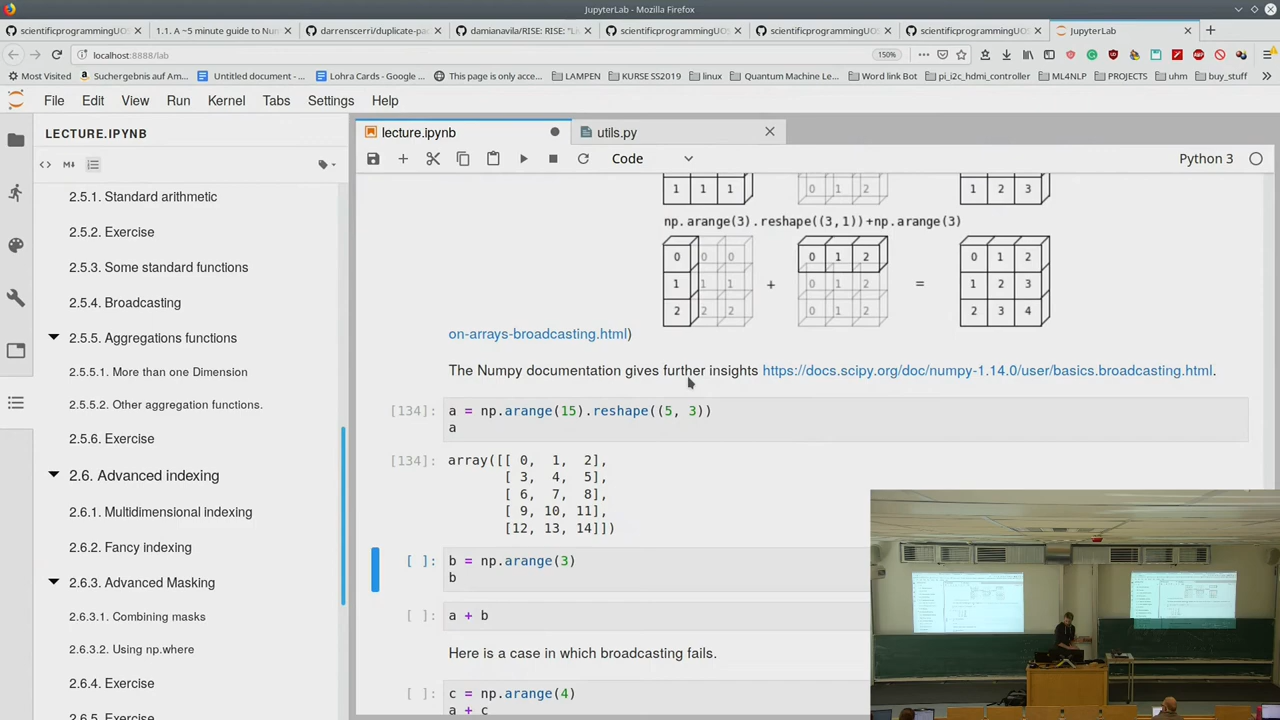 JupyterLab - Mozilla Firefox
scientificprogrammingUOS
1.1. A ~5 minute guide to Nu
darrenscerri/duplicate-pac
damianavila/RISE: RISE: "Li
scientificprogrammingUOS
scientificprogrammingUOS
scientificprogrammingUOS
JupyterLab
localhost:8888/lab
150%
Most Visited
Suchergebnis auf Am...
Untitled document - ...
Lohra Cards - Google ...
This page is only acce...
LAMPEN
KURSE SS2019
linux
Quantum Machine Le...
Word link Bot
pi_i2c_hdmi_controller
ML4NLP
PROJECTS
uhm
buy_stuff
File Edit View Run Kernel Tabs Settings Help
LECTURE.IPYNB
2.5.1. Standard arithmetic
2.5.2. Exercise
2.5.3. Some standard functions
2.5.4. Broadcasting
2.5.5. Aggregations functions
2.5.5.1. More than one Dimension
2.5.5.2. Other aggregation functions.
2.5.6. Exercise
2.6. Advanced indexing
2.6.1. Multidimensional indexing
2.6.2. Fancy indexing
2.6.3. Advanced Masking
2.6.3.1. Combining masks
2.6.3.2. Using np.where
2.6.4. Exercise
2.6.5. Exercise
lecture.ipynb
utils.py
Code
Python 3
1 1 1 0 1 2 1 2 3
np.arange(3).reshape((3,1))+np.arange(3)
0 0 0 0 1 2 0 1 2
1 1 1 + 0 1 2 = 1 2 3
2 2 2 0 1 2 2 3 4
on-arrays-broadcasting.html)
The Numpy documentation gives further insights https://docs.scipy.org/doc/numpy-1.14.0/user/basics.broadcasting.html.
[134]: a = np.arange(15).reshape((5, 3))
a
[134]: array([[ 0, 1, 2],
[ 3, 4, 5],
[ 6, 7, 8],
[ 9, 10, 11],
[12, 13, 14]])
[ ]: b = np.arange(3)
b
[ ]: a + b
Here is a case in which broadcasting fails.
[ ]: c = np.arange(4)
a + c